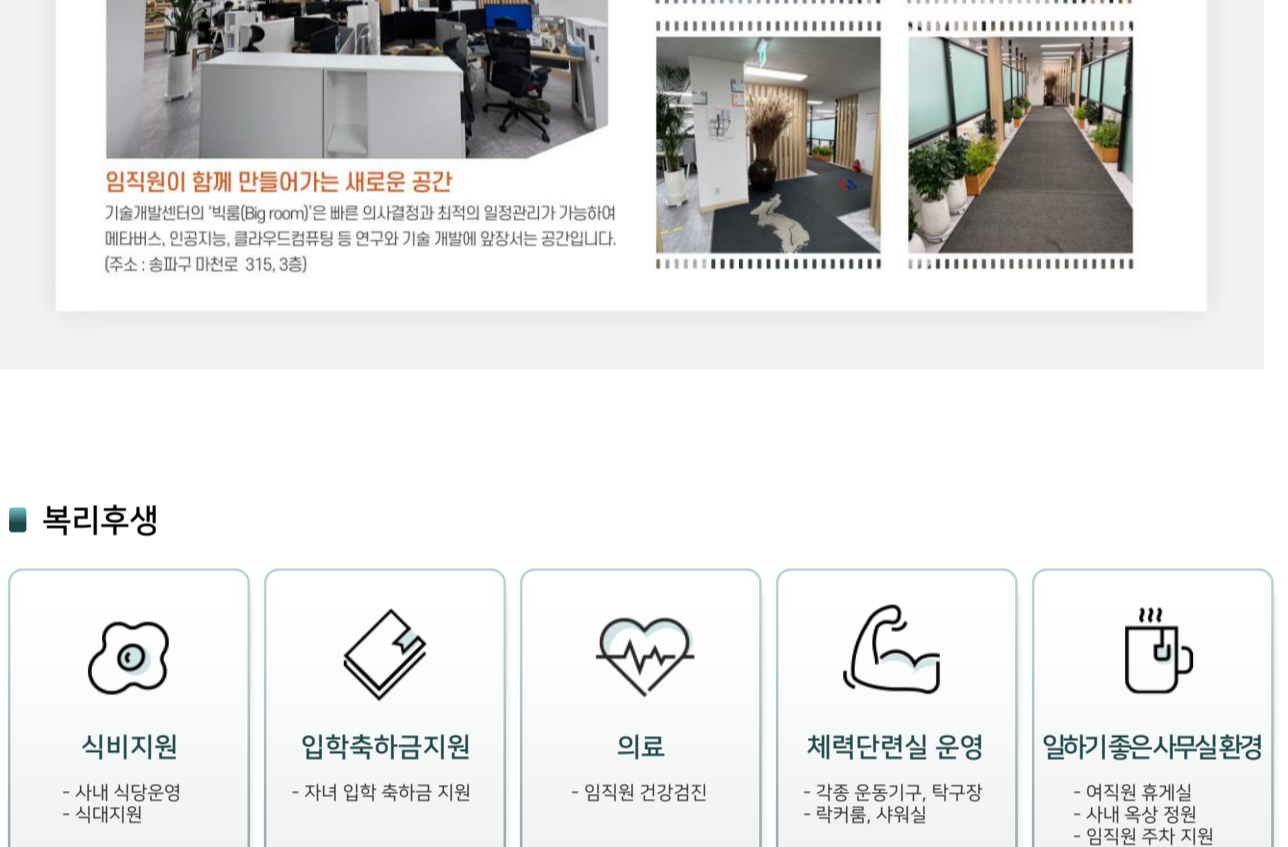 임직원이 함께 만들어가는 새로운 공간
기술개발센터의 '빅룸(Big room)'은 빠른 의사결정과 최적의 일정관리가 가능하여
메타버스, 인공지능, 클라우드컴퓨팅 등 연구와 기술 개발에 앞장서는 공간입니다.
(주소 : 송파구 마천로 315, 3층)
복리후생
식비지원
- 사내 식당운영
- 식대지원
입학축하금지원
- 자녀 입학 축하금 지원
의료
- 임직원 건강검진
체력단련실 운영
- 각종 운동기구, 탁구장
- 락커룸, 샤워실
일하기 좋은 사무실 환경
- 여직원 휴게실
- 사내 옥상 정원
- 임직원 주차 지원